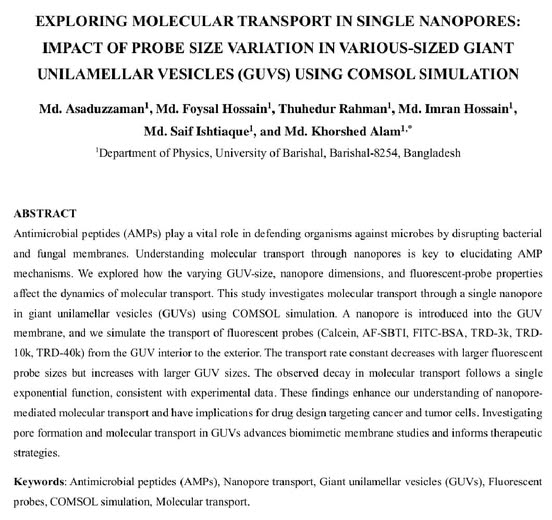 EXPLORING MOLECULAR TRANSPORT IN SINGLE NANOPORES:
IMPACT OF PROBE SIZE VARIATION IN VARIOUS-SIZED GIANT
UNILAMELLAR VESICLES (GUVS) USING COMSOL SIMULATION
Md. Asaduzzaman¹, Md. Foysal Hossain¹, Thuhedur Rahman¹, Md. Imran Hossain¹,
Md. Saif Ishtiaque¹, and Md. Khorshed Alam¹,*
¹Department of Physics, University of Barishal, Barishal-8254, Bangladesh
ABSTRACT
Antimicrobial peptides (AMPs) play a vital role in defending organisms against microbes by disrupting bacterial
and fungal membranes. Understanding molecular transport through nanopores is key to elucidating AMP
mechanisms. We explored how the varying GUV-size, nanopore dimensions, and fluorescent-probe properties
affect the dynamics of molecular transport. This study investigates molecular transport through a single nanopore
in giant unilamellar vesicles (GUVs) using COMSOL simulation. A nanopore is introduced into the GUV
membrane, and we simulate the transport of fluorescent probes (Calcein, AF-SBTI, FITC-BSA, TRD-3k, TRD-
10k, TRD-40k) from the GUV interior to the exterior. The transport rate constant decreases with larger fluorescent
probe sizes but increases with larger GUV sizes. The observed decay in molecular transport follows a single
exponential function, consistent with experimental data. These findings enhance our understanding of nanopore-
mediated molecular transport and have implications for drug design targeting cancer and tumor cells. Investigating
pore formation and molecular transport in GUVs advances biomimetic membrane studies and informs therapeutic
strategies.
Keywords: Antimicrobial peptides (AMPs), Nanopore transport, Giant unilamellar vesicles (GUVs), Fluorescent
probes, COMSOL simulation, Molecular transport.